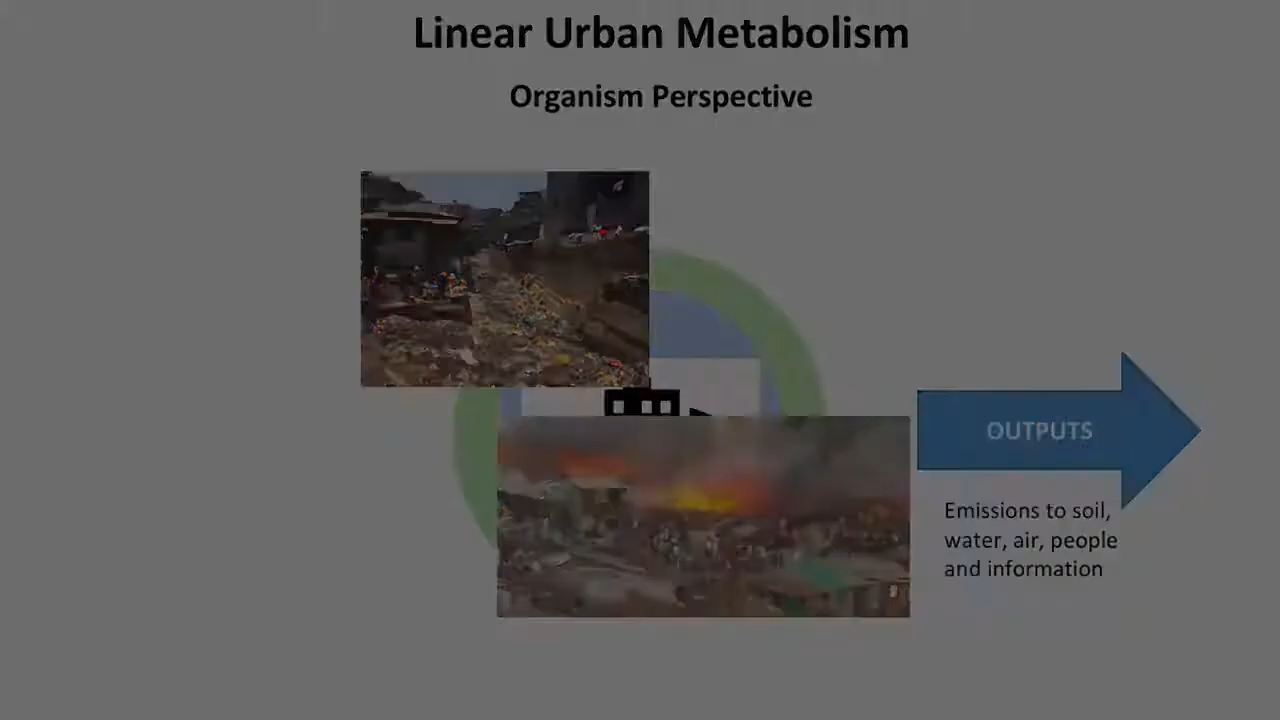 Linear Urban Metabolism
Organism Perspective
OUTPUTS
Emissions to soil,
water, air, people
and information